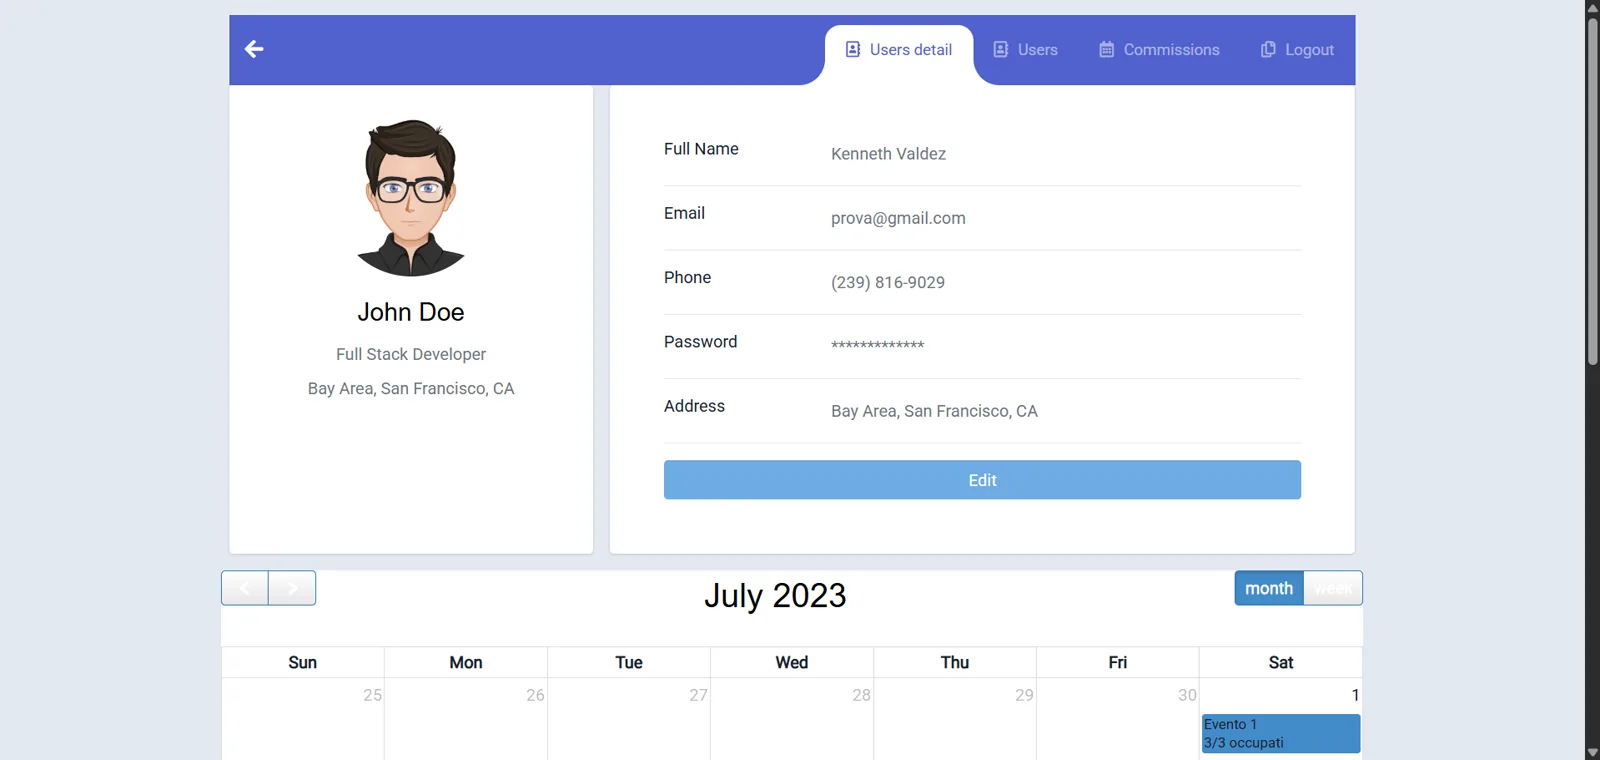 Users detail
Users
Commissions
Logout
John Doe
Full Stack Developer
Bay Area, San Francisco, CA
Full Name
Kenneth Valdez
Email
prova@gmail.com
Phone
(239) 816-9029
Password
*************
Address
Bay Area, San Francisco, CA
Edit
July 2023
month
week
Sun Mon Tue Wed Thu Fri Sat
25 26 27 28 29 30 1
Evento 1
3/3 occupati